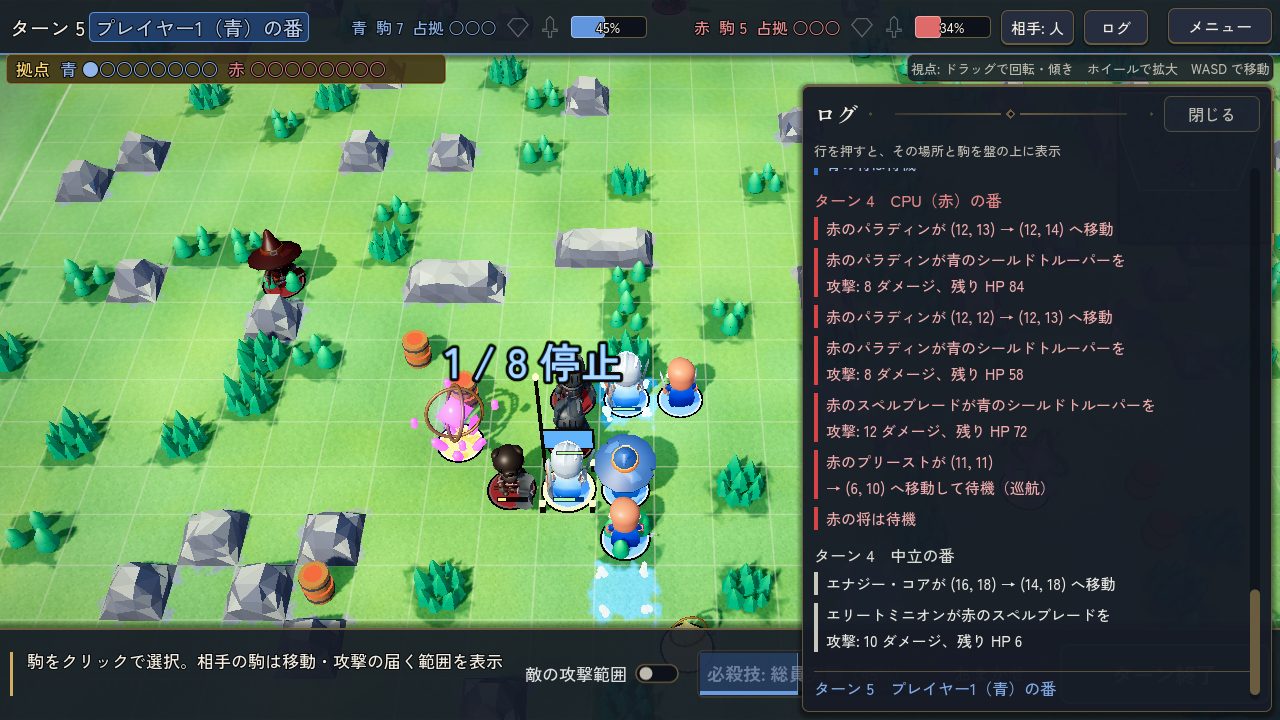 ターン 5 プレイヤー1（青）の番 青 駒 7 占拠 〇〇〇 45% 赤 駒 5 占拠 〇〇〇 34% 相手: 人 ログ メニュー
拠点 青 赤
視点: ドラッグで回転・傾き ホイールで拡大 WASD で移動
ログ 閉じる
行を押すと、その場所と駒を盤の上に表示
ターン 4 CPU（赤）の番
赤のパラディンが (12, 13) → (12, 14) へ移動
赤のパラディンが青のシールドトルーパーを
攻撃: 8 ダメージ、残り HP 84
赤のパラディンが (12, 12) → (12, 13) へ移動
赤のパラディンが青のシールドトルーパーを
攻撃: 8 ダメージ、残り HP 58
赤のスペルブレードが青のシールドトルーパーを
攻撃: 12 ダメージ、残り HP 72
赤のプリーストが (11, 11)
→ (6, 10) へ移動して待機（巡航）
赤の将は待機
ターン 4 中立の番
エナジー・コアが (16, 18) → (14, 18) へ移動
エリートミニオンが赤のスペルブレードを
攻撃: 10 ダメージ、残り HP 6
ターン 5 プレイヤー1（青）の番
1 / 8 停止
駒をクリックで選択。相手の駒は移動・攻撃の届く範囲を表示
敵の攻撃範囲
必殺技: 総員